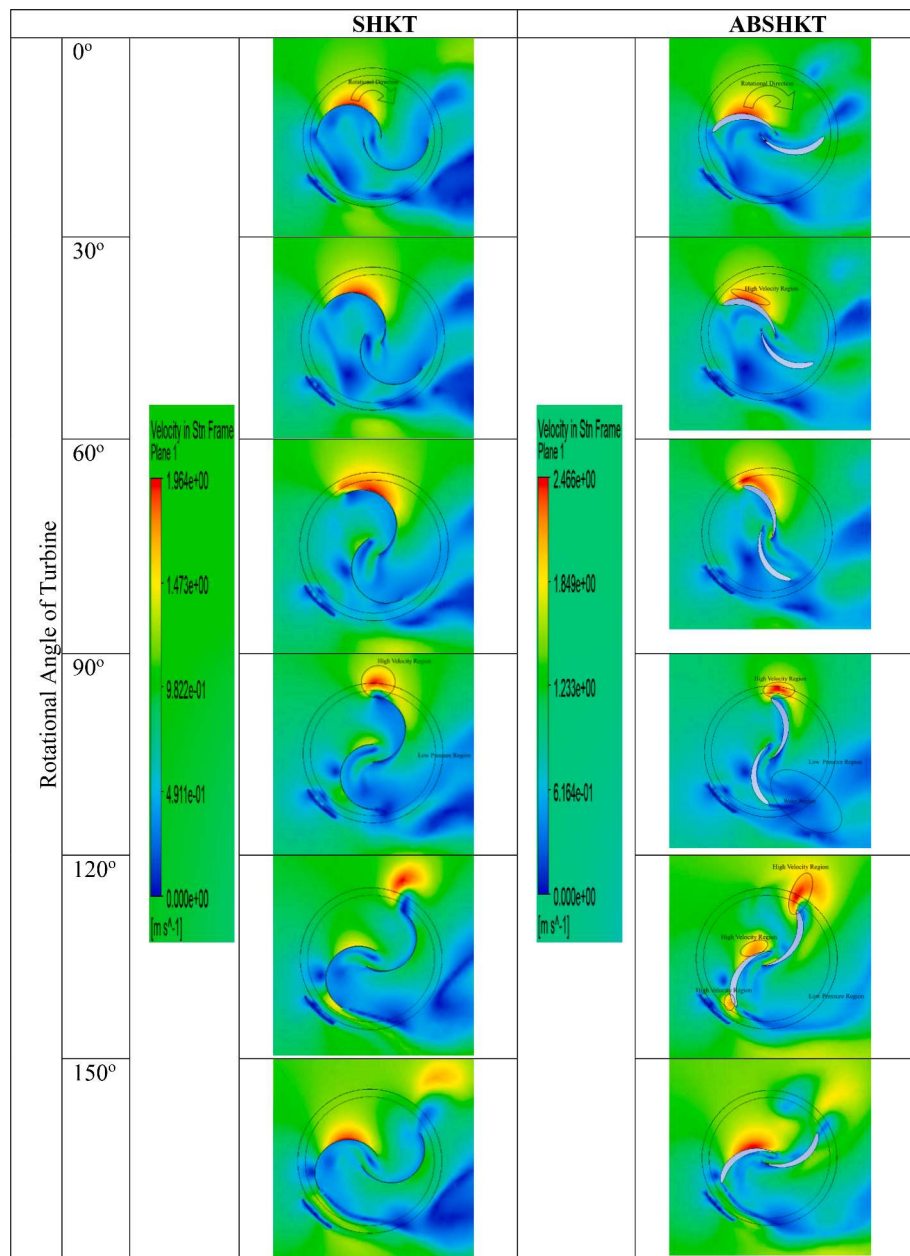 SHKT
ABSHKT
Rotational Angle of Turbine
0°
Rotational Direction
Rotational Direction
30°
High Velocity Region
Velocity in Stn Frame
Plane 1
1.964e+00
1.473e+00
9.822e-01
4.911e-01
0.000e+00
[m s^-1]
Velocity in Stn Frame
Plane 1
2.466e+00
1.849e+00
1.233e+00
6.164e-01
0.000e+00
[m s^-1]
60°
90°
High Velocity Region
Low Pressure Region
High Velocity Region
Low Pressure Region
120°
High Velocity Region
High Velocity Region
High Velocity Region
Low Pressure Region
150°